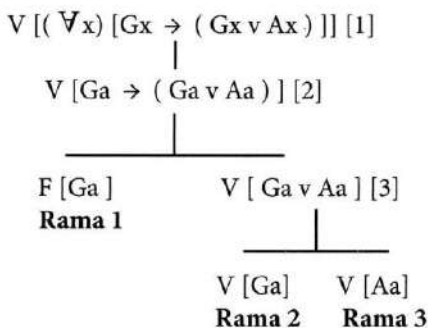 V [( ∀x) [Gx → ( Gx v Ax )]] [1]
V [Ga → ( Ga v Aa ) ] [2]
F [Ga ] V [ Ga v Aa ] [3]
Rama 1
V [Ga] V [Aa]
Rama 2 Rama 3